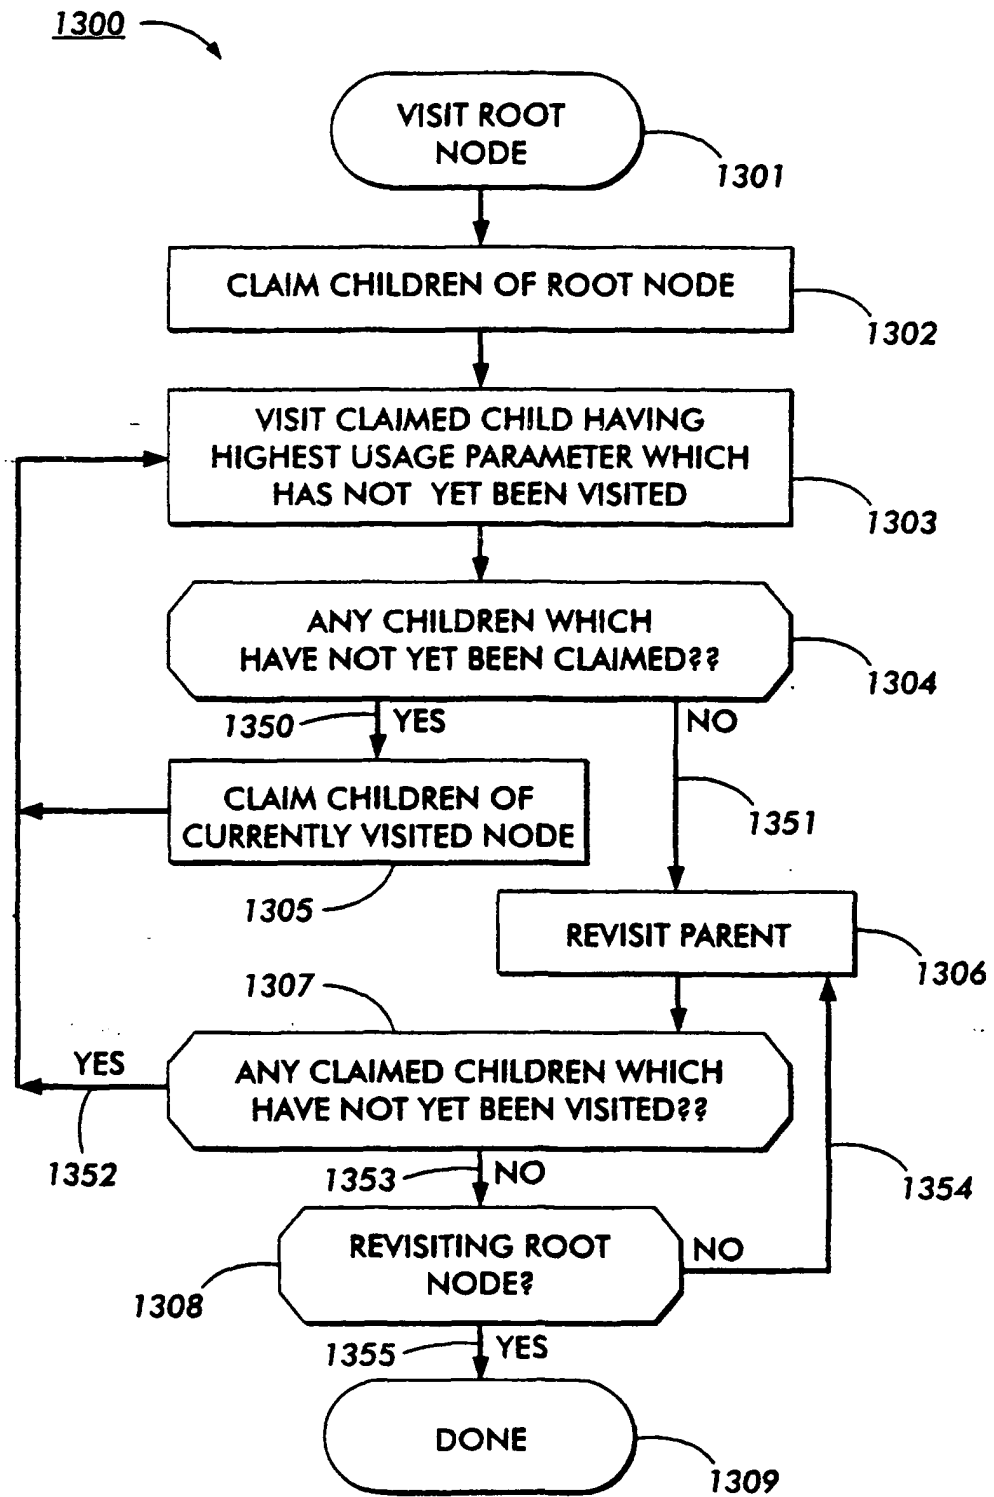 1300
VISIT ROOT
NODE
1301
CLAIM CHILDREN OF ROOT NODE
1302
VISIT CLAIMED CHILD HAVING
HIGHEST USAGE PARAMETER WHICH
HAS NOT YET BEEN VISITED
1303
ANY CHILDREN WHICH
HAVE NOT YET BEEN CLAIMED??
1304
1350
YES
NO
CLAIM CHILDREN OF
CURRENTLY VISITED NODE
1351
1305
REVISIT PARENT
1306
1307
YES
ANY CLAIMED CHILDREN WHICH
HAVE NOT YET BEEN VISITED??
1352
1353
NO
1354
REVISITING ROOT
NODE?
NO
1308
1355
YES
DONE
1309